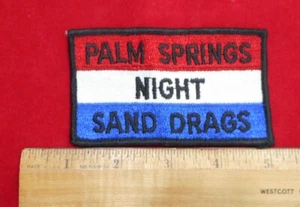 PALM SPRINGS
NIGHT
SAND DRAGS
1 2 3 4 5
WESTCOTT